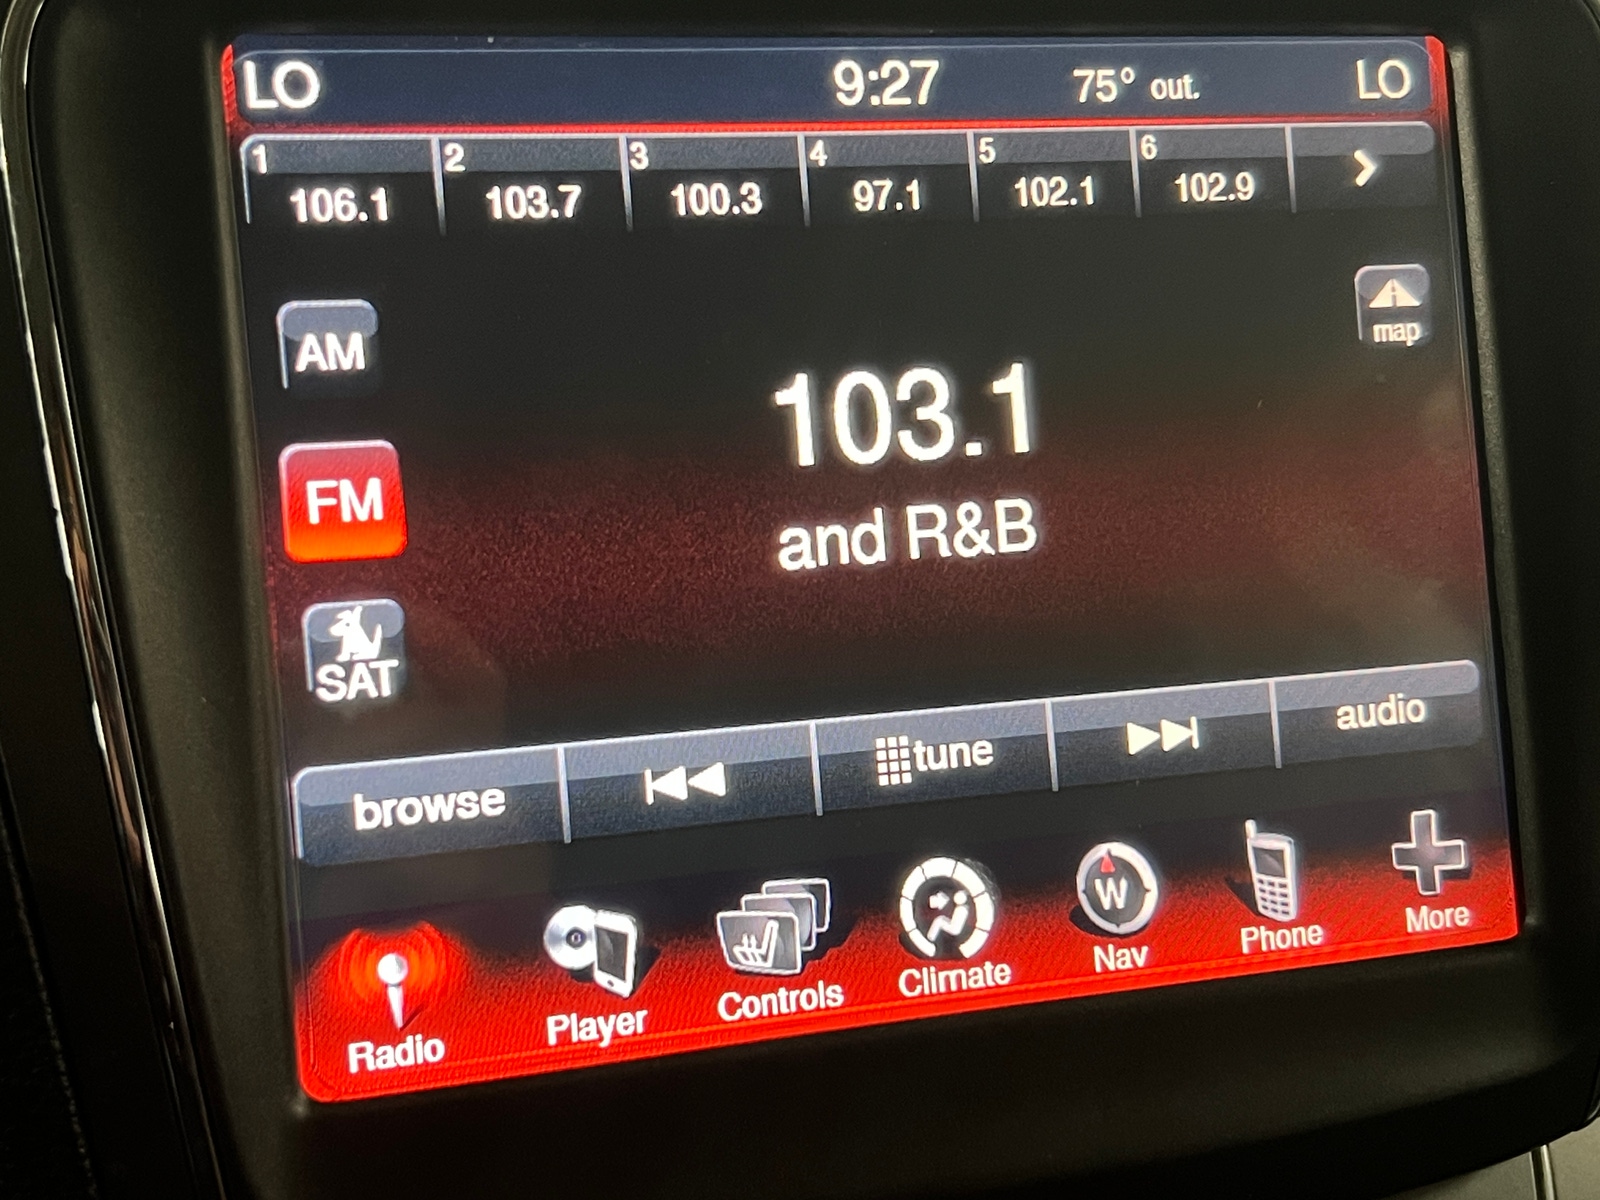 LO 9:27 75° out. LO
1 2 3 4 5 6
106.1 103.7 100.3 97.1 102.1 102.9
map
AM
103.1
FM
and R&B
SAT
browse tune audio
W
Radio Player Controls Climate Nav Phone More